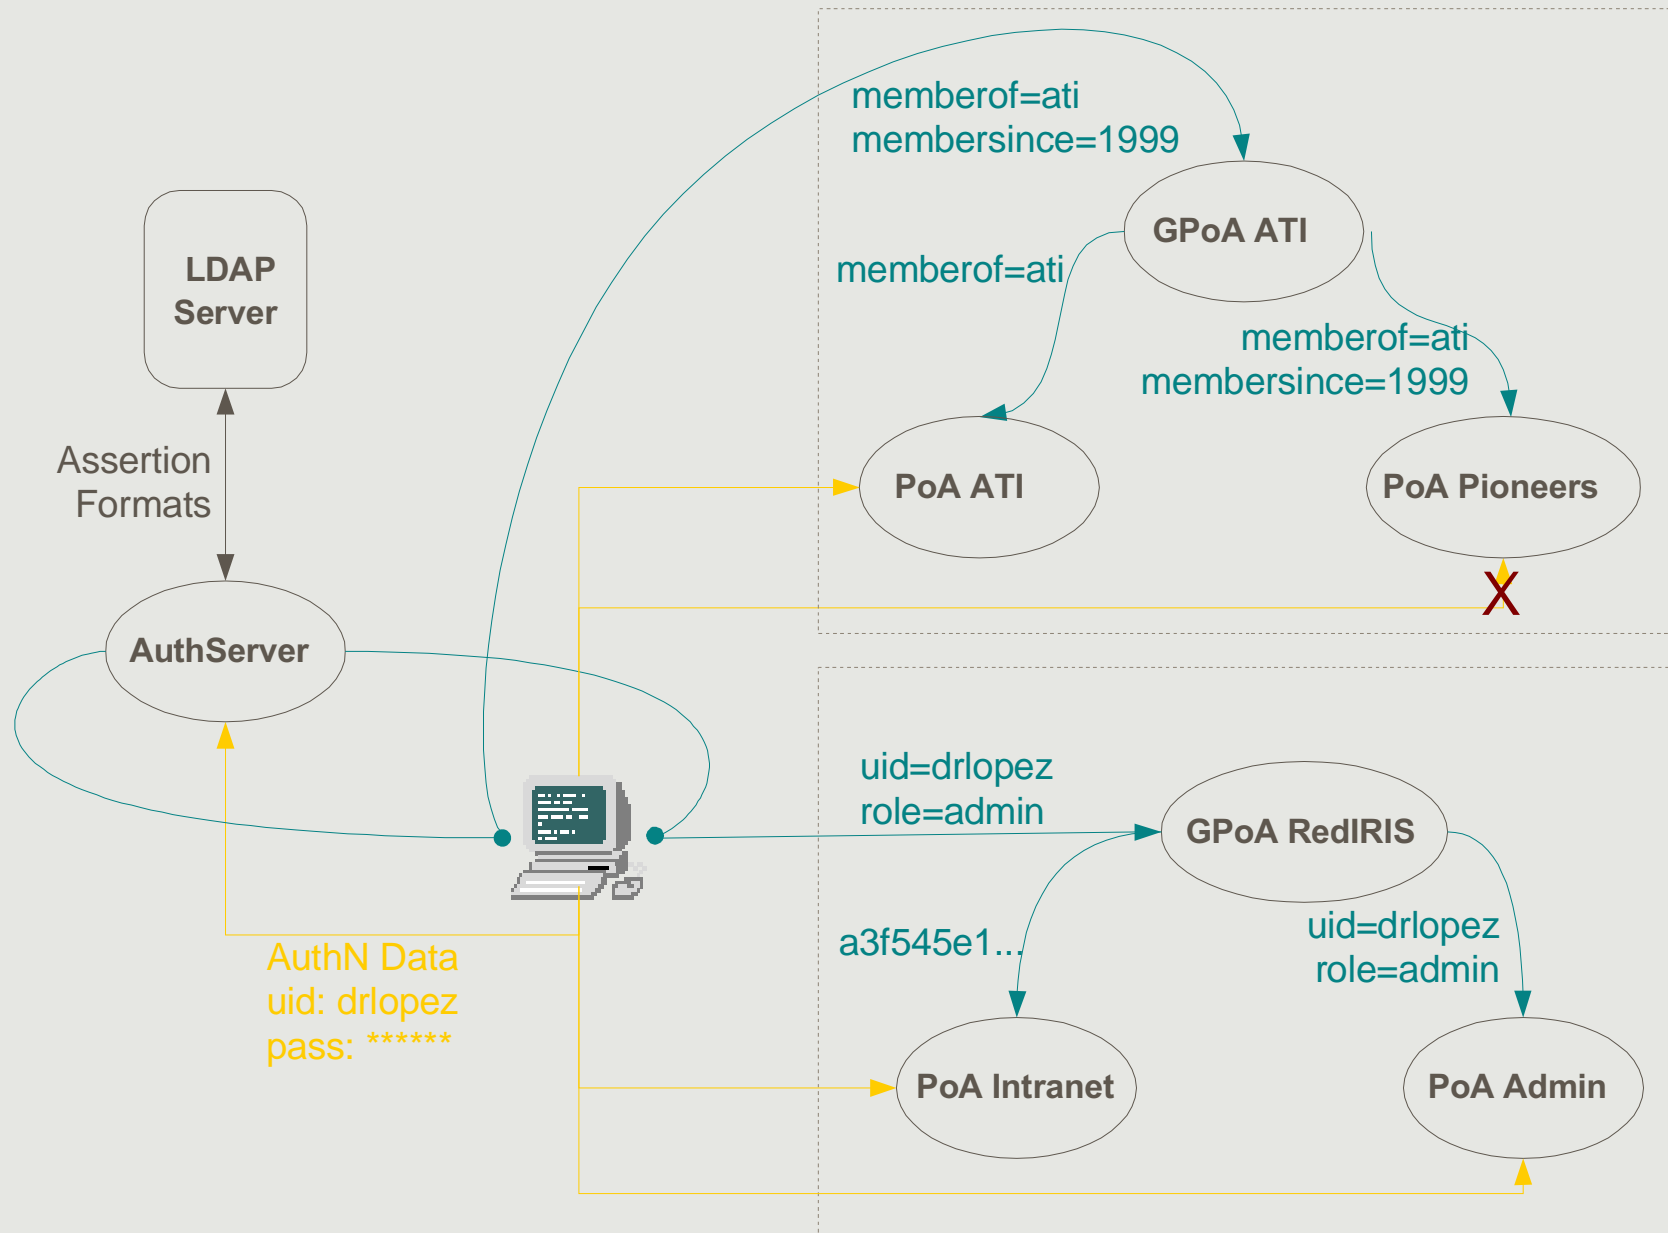 memberof=ati
membersince=1999
GPoA ATI
LDAP
Server
memberof=ati
memberof=ati
membersince=1999
Assertion
Formats
PoA ATI
PoA Pioneers
X
AuthServer
uid=drlopez
role=admin
GPoA RedIRIS
a3f545e1...
uid=drlopez
role=admin
AuthN Data
uid: drlopez
pass: ******
PoA Intranet
PoA Admin